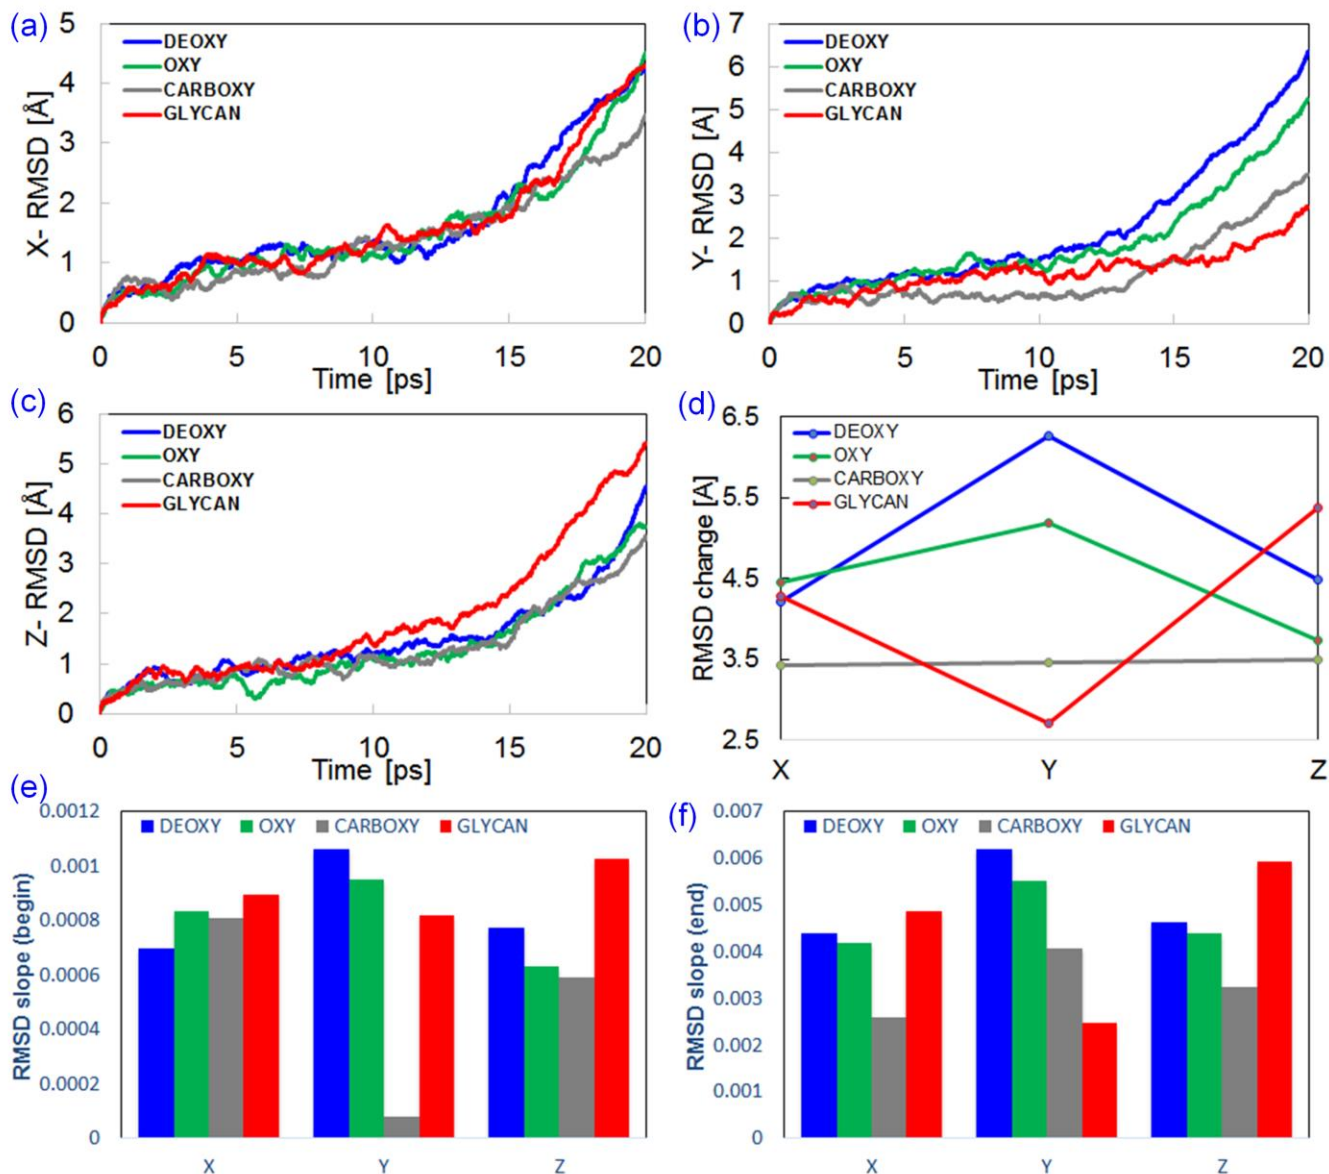 (a)
5
4
3
2
1
0
X- RMSD [Å]
DEOXY
OXY
CARBOXY
GLYCAN
0 5 10 15 20
Time [ps]
(b)
7
6
5
4
3
2
1
0
Y- RMSD [A]
DEOXY
OXY
CARBOXY
GLYCAN
0 5 10 15 20
Time [ps]
(c)
6
5
4
3
2
1
0
Z- RMSD [Å]
DEOXY
OXY
CARBOXY
GLYCAN
0 5 10 15 20
Time [ps]
(d)
6.5
5.5
4.5
3.5
2.5
RMSD change [A]
DEOXY
OXY
CARBOXY
GLYCAN
X Y Z
(e)
0.0012
0.001
0.0008
0.0006
0.0004
0.0002
0
RMSD slope (begin)
DEOXY OXY CARBOXY GLYCAN
X Y Z
(f)
0.007
0.006
0.005
0.004
0.003
0.002
0.001
0
RMSD slope (end)
DEOXY OXY CARBOXY GLYCAN
X Y Z